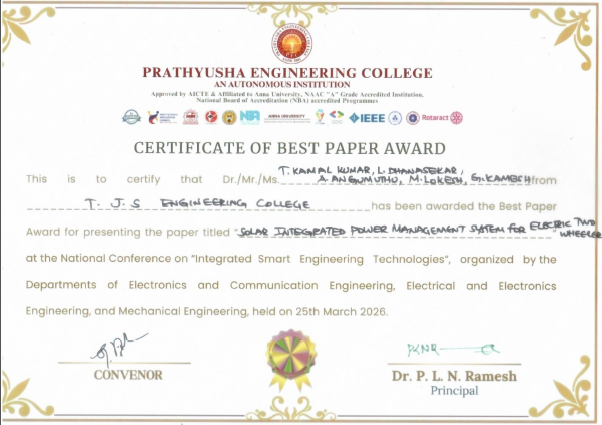 PRATHYUSHA ENGINEERING COLLEGE
AN AUTONOMOUS INSTITUTION
Approved by AICTE & Affiliated to Anna University, NAAC "A" Grade Accredited Institution,
National Board of Accreditation (NBA) accredited Programmes
NBA ANNA UNIVERSITY IEEE Rotaract
CERTIFICATE OF BEST PAPER AWARD
T. KAMAL KUMAR, L. DHANASEKAR,
This is to certify that Dr./Mr./Ms. A. ANGUMUTHU, M. LOKESH, G. KAMESH from
T. J. S ENGINEERING COLLEGE has been awarded the Best Paper
Award for presenting the paper titled "SOLAR INTEGRATED POWER MANAGEMENT SYSTEM FOR ELECTRIC TWO WHEELER"
at the National Conference on "Integrated Smart Engineering Technologies", organized by the
Departments of Electronics and Communication Engineering, Electrical and Electronics
Engineering, and Mechanical Engineering, held on 25th March 2026.
CONVENOR
Dr. P. L. N. Ramesh
Principal